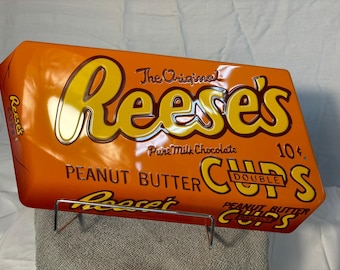 The Original
Reese's
Pure Milk Chocolate
10¢
PEANUT BUTTER CUPS
DOUBLE
Reese's
Reese's
PEANUT BUTTER
CUPS